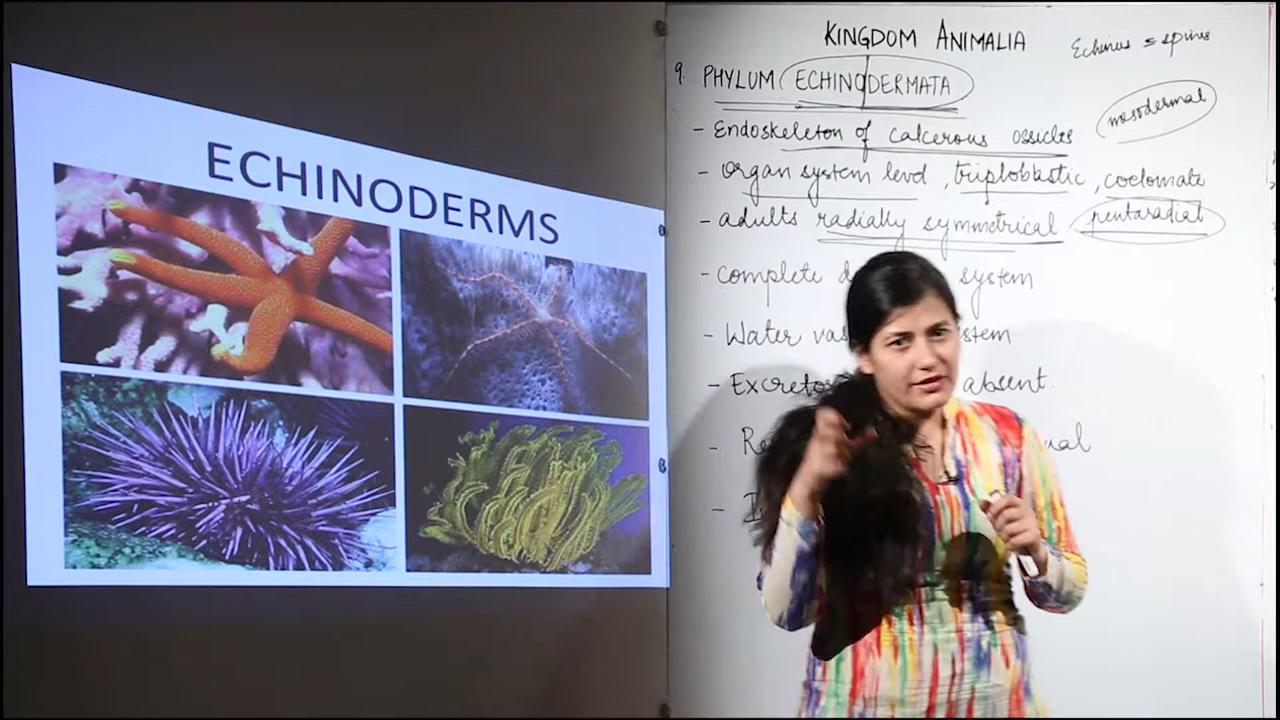 ECHINODERMS
KINGDOM ANIMALIA
Echinus = spines
9. PHYLUM ECHINODERMATA
mesodermal
- Endoskeleton of calcerous ossicles
- organ system level, triploblastic, coelomate
- adults radially symmetrical pentaradial
- Complete system
- Water system
- absent.
-
-